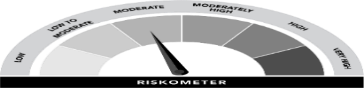 LOW
LOW TO
MODERATE
MODERATE
MODERATELY
HIGH
HIGH
VERY HIGH
RISKOMETER